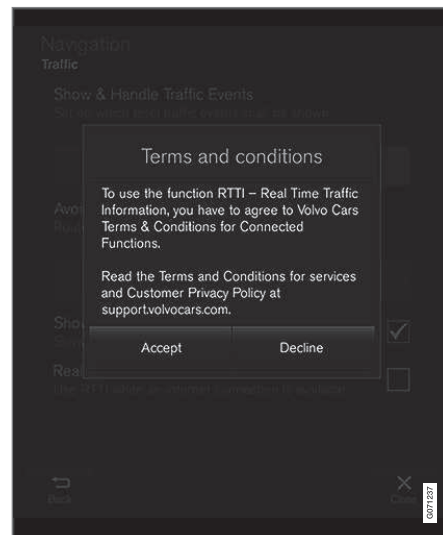 Navigation
Traffic
Show & Handle Traffic Events
Terms and conditions
To use the function RTTI – Real Time Traffic
Information, you have to agree to Volvo Cars
Terms & Conditions for Connected
Functions.
Read the Terms and Conditions for services
and Customer Privacy Policy at
support.volvocars.com.
Accept
Decline
Back
Close
G071237